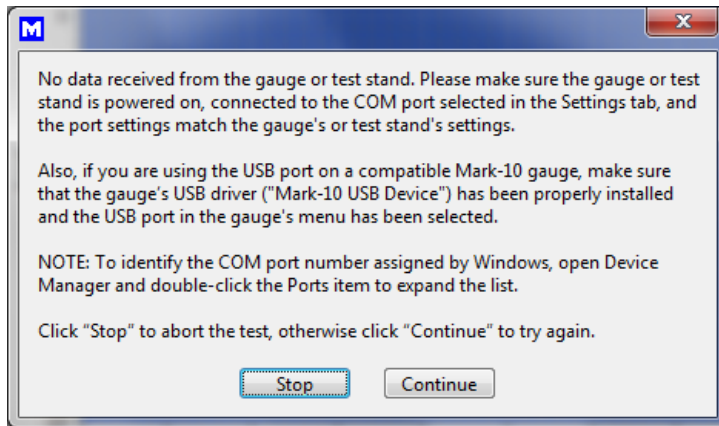 M
No data received from the gauge or test stand. Please make sure the gauge or test
stand is powered on, connected to the COM port selected in the Settings tab, and
the port settings match the gauge's or test stand's settings.
Also, if you are using the USB port on a compatible Mark-10 gauge, make sure
that the gauge's USB driver ("Mark-10 USB Device") has been properly installed
and the USB port in the gauge's menu has been selected.
NOTE: To identify the COM port number assigned by Windows, open Device
Manager and double-click the Ports item to expand the list.
Click “Stop” to abort the test, otherwise click “Continue” to try again.
Stop Continue